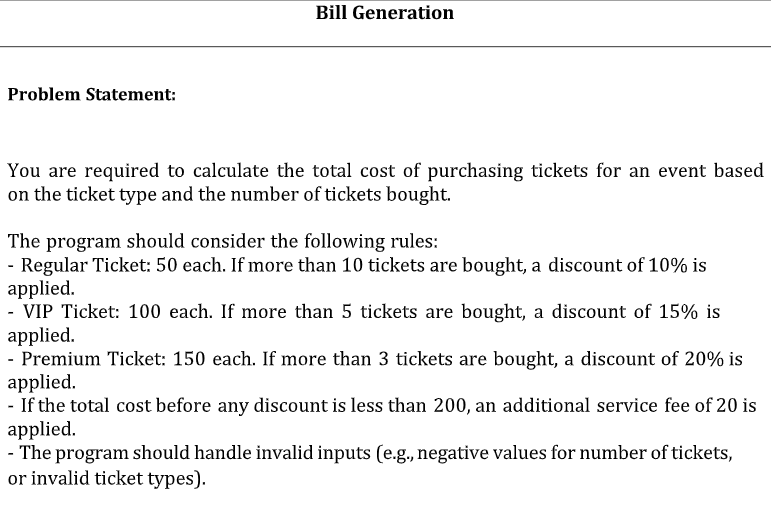 Bill Generation
Problem Statement:
You are required to calculate the total cost of purchasing tickets for an event based
on the ticket type and the number of tickets bought.
The program should consider the following rules:
- Regular Ticket: 50 each. If more than 10 tickets are bought, a discount of 10% is
applied.
- VIP Ticket: 100 each. If more than 5 tickets are bought, a discount of 15% is
applied.
- Premium Ticket: 150 each. If more than 3 tickets are bought, a discount of 20% is
applied.
- If the total cost before any discount is less than 200, an additional service fee of 20 is
applied.
- The program should handle invalid inputs (e.g., negative values for number of tickets,
or invalid ticket types).